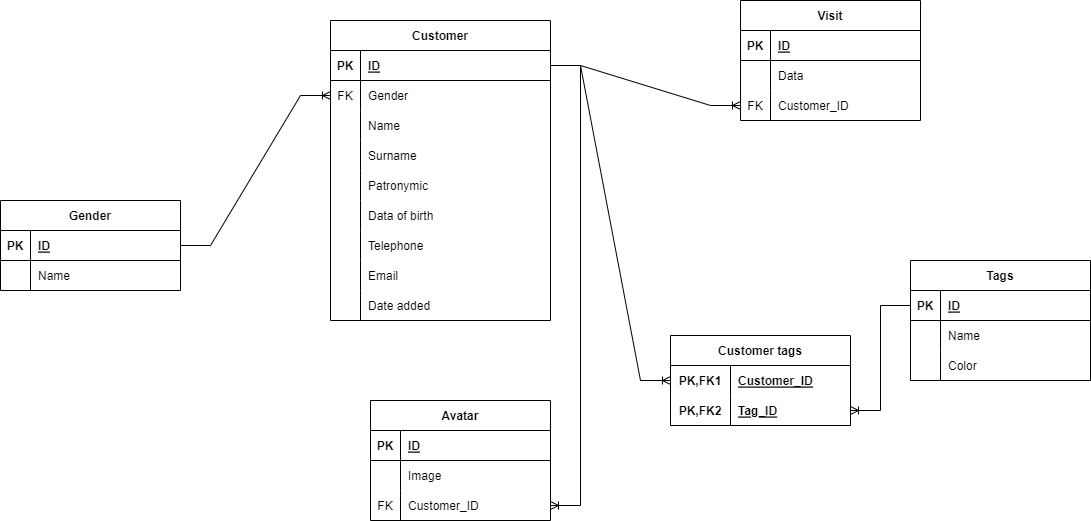 Customer
PK ID
FK Gender
Name
Surname
Patronymic
Data of birth
Telephone
Email
Date added
Visit
PK ID
Data
FK Customer_ID
Gender
PK ID
Name
Tags
PK ID
Name
Color
Customer tags
PK,FK1 Customer_ID
PK,FK2 Tag_ID
Avatar
PK ID
Image
FK Customer_ID